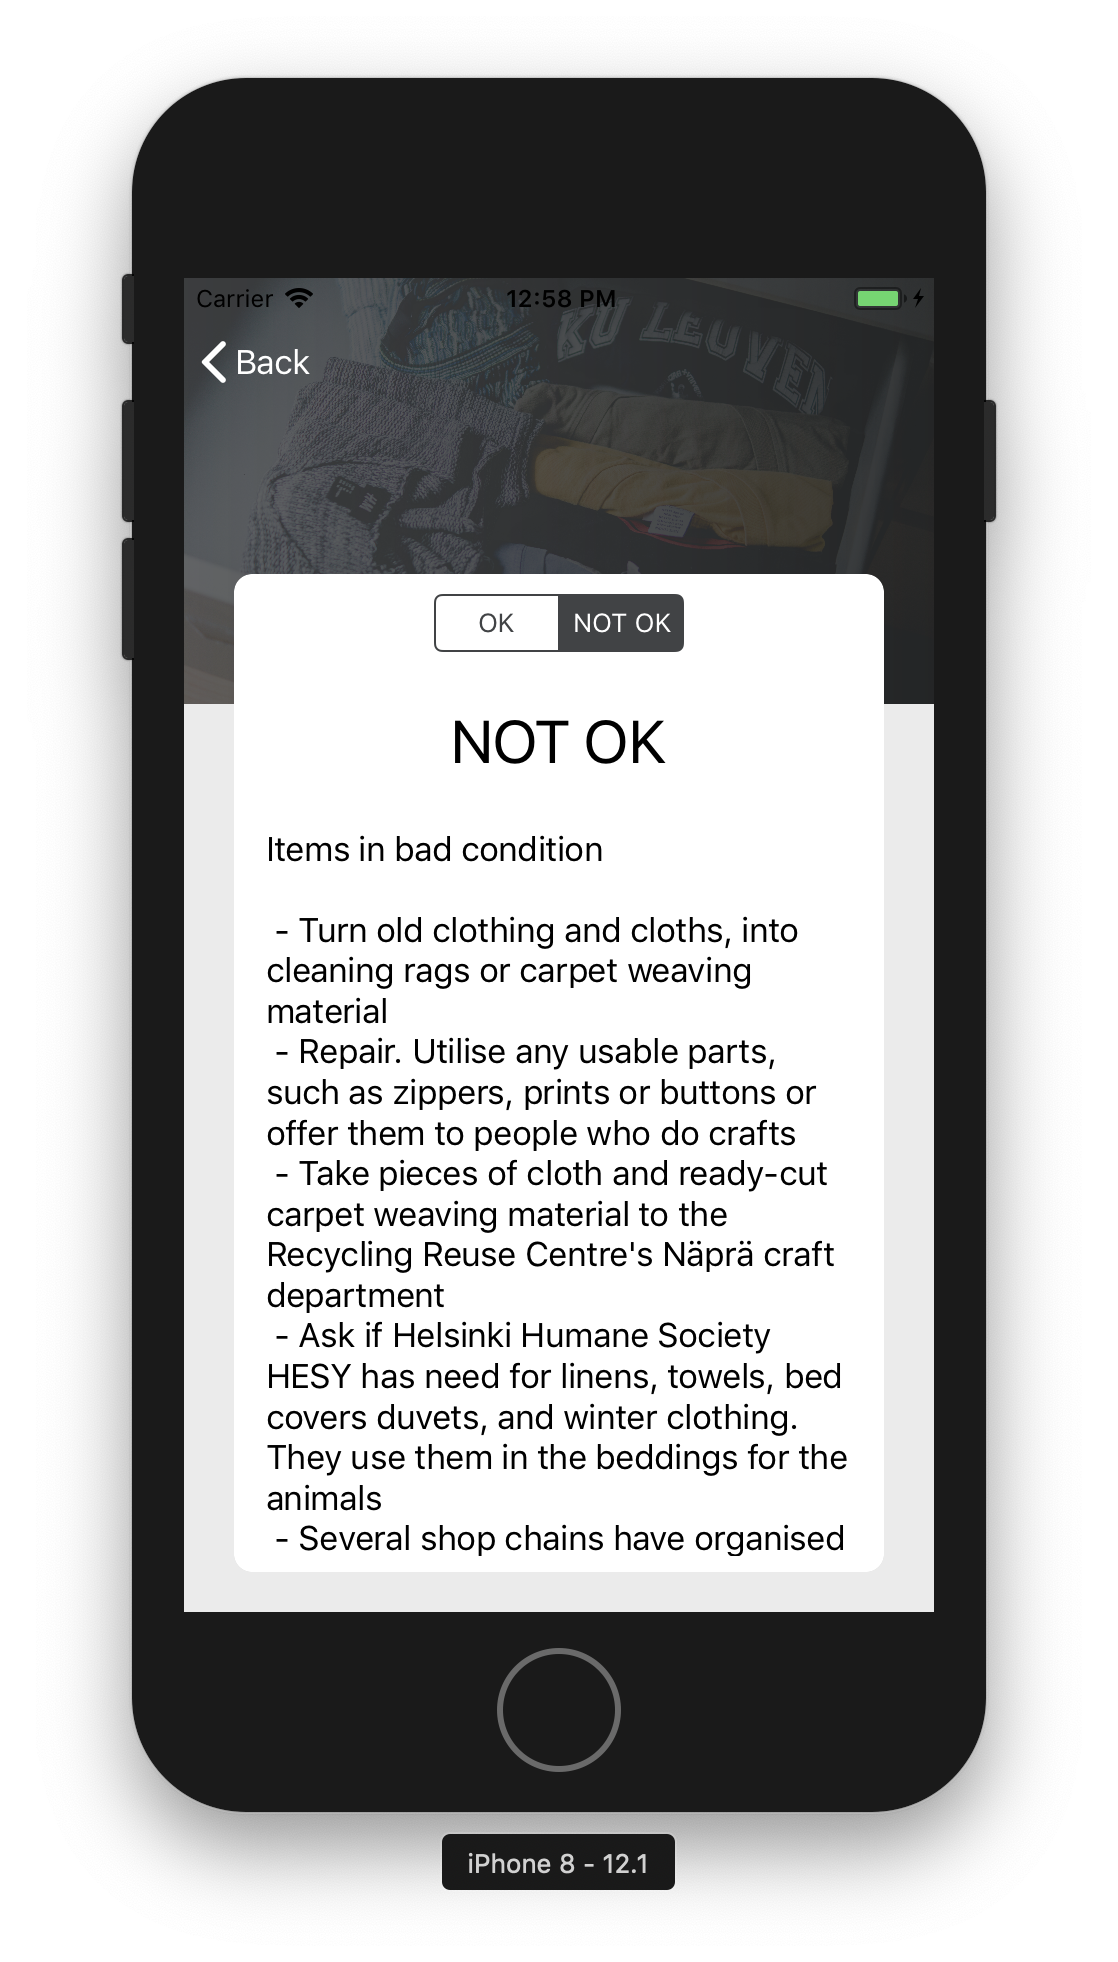 Carrier 12:58 PM
KU LEUVEN
Back
OK NOT OK
NOT OK
Items in bad condition
- Turn old clothing and cloths, into
cleaning rags or carpet weaving
material
- Repair. Utilise any usable parts,
such as zippers, prints or buttons or
offer them to people who do crafts
- Take pieces of cloth and ready-cut
carpet weaving material to the
Recycling Reuse Centre's Näprä craft
department
- Ask if Helsinki Humane Society
HESY has need for linens, towels, bed
covers duvets, and winter clothing.
They use them in the beddings for the
animals
- Several shop chains have organised
iPhone 8 - 12.1